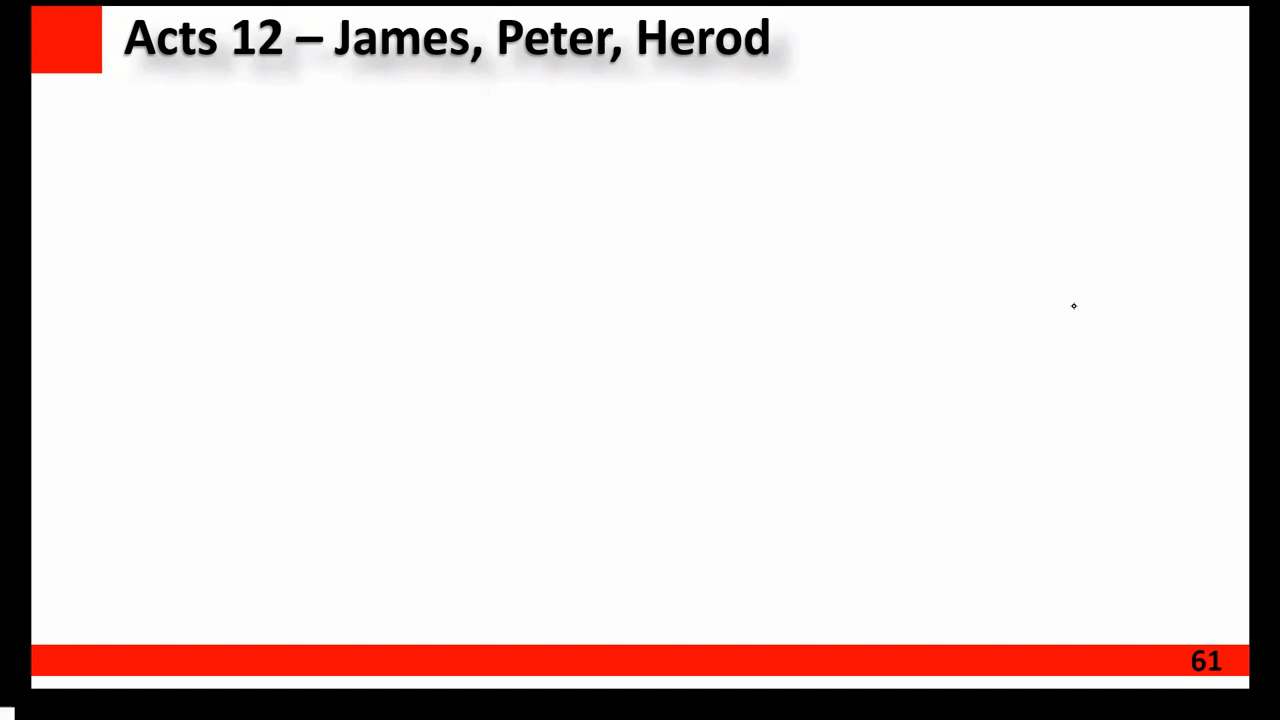 Acts 12 – James, Peter, Herod
61